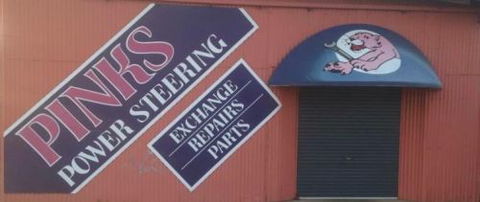 PINKS
POWER STEERING
EXCHANGE
REPAIRS
PARTS